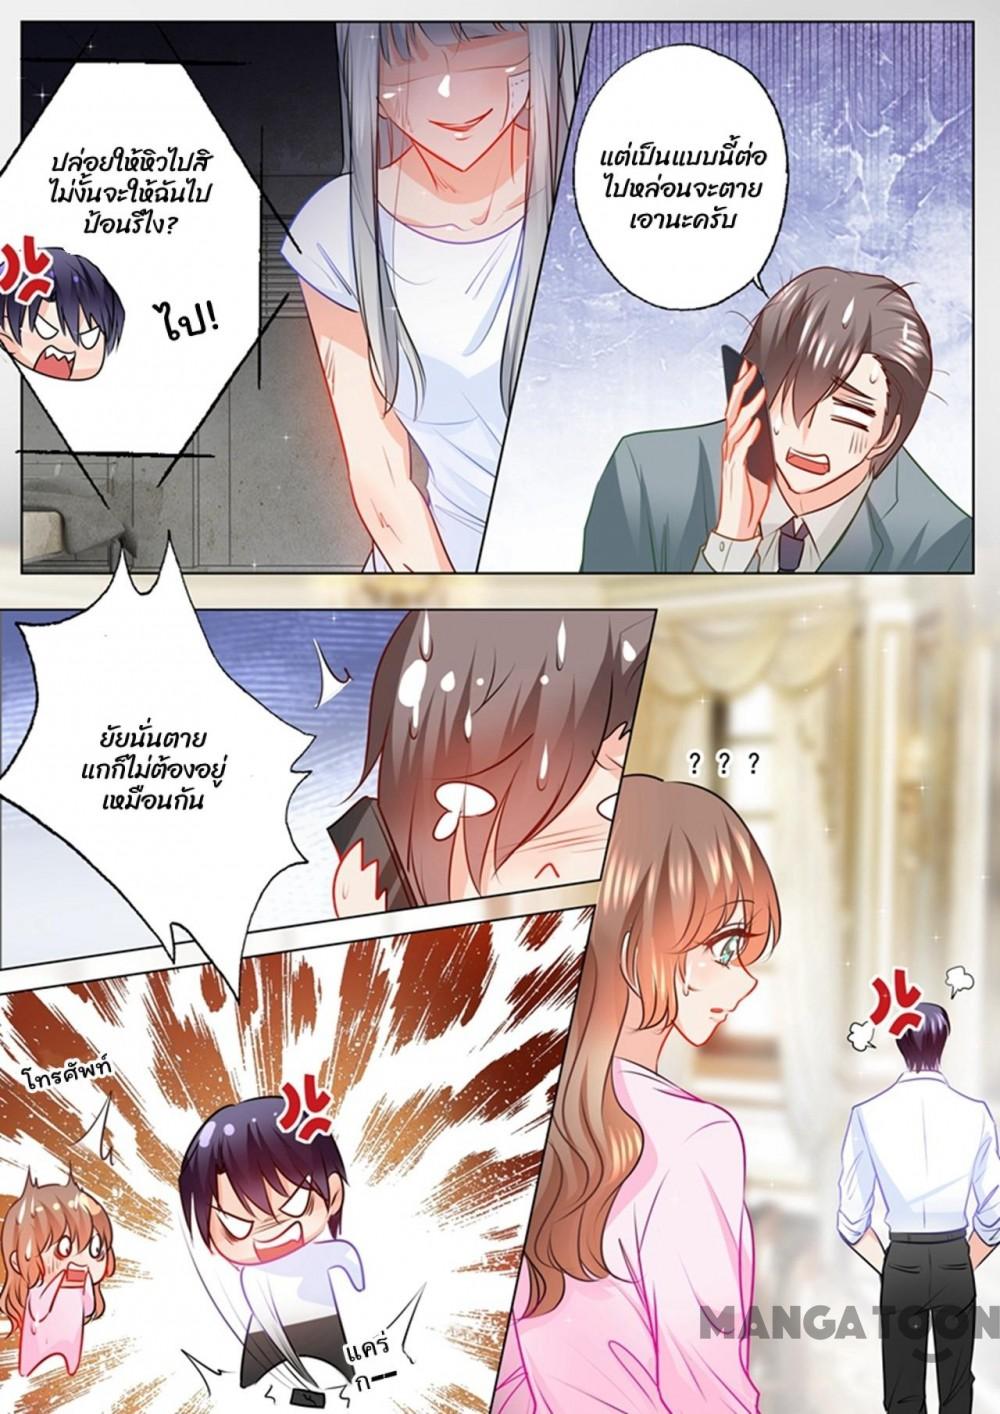 แต่เป็นแบบนี้ต่อ
ไปหล่อนจะตาย
เอานะครับ
ปล่อยให้หิวไปสิ
ไม่งั้นจะให้ฉันไป
ป้อนรึไง?
ไป!
ยัยนั่นตาย
แกก็ไม่ต้องอยู่
เหมือนกัน
? ? ?
โทรศัพท์
แคร่
ก--
MANGATOON